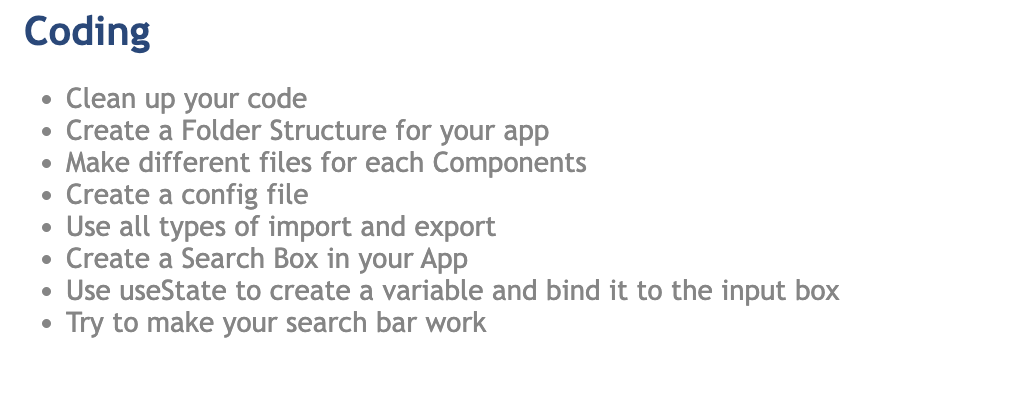 Coding
• Clean up your code
• Create a Folder Structure for your app
• Make different files for each Components
• Create a config file
• Use all types of import and export
• Create a Search Box in your App
• Use useState to create a variable and bind it to the input box
• Try to make your search bar work